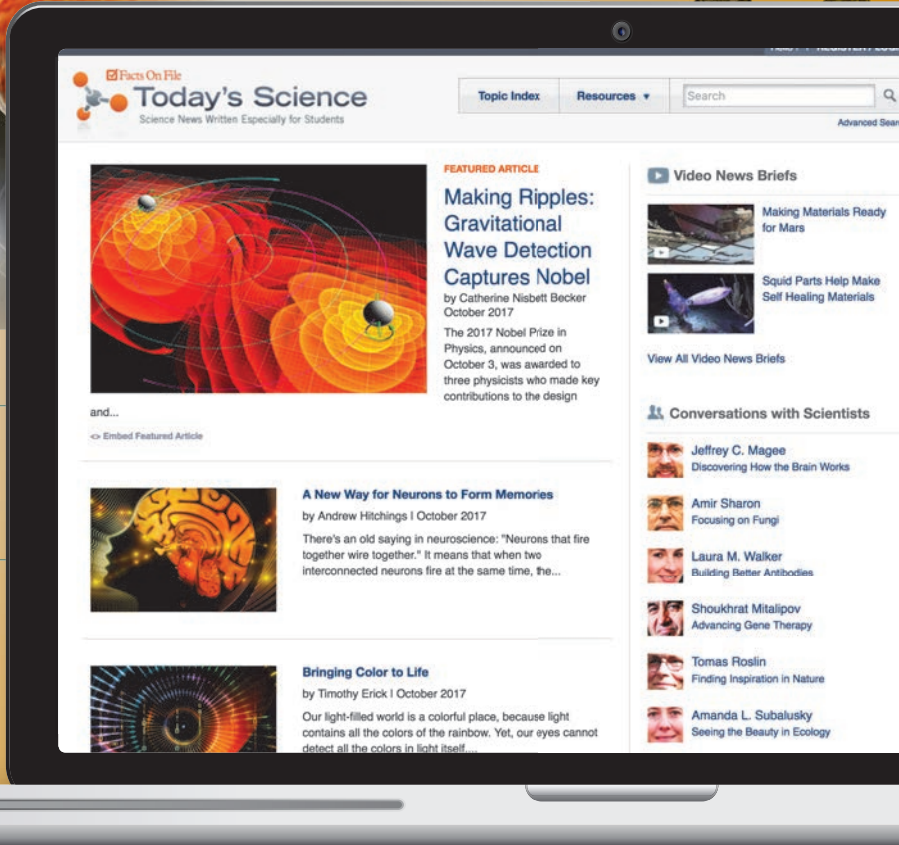 REGISTER / LOGIN
Facts On File
Today's Science
Science News Written Especially for Students
Topic Index
Resources
Search
Advanced Sear
FEATURED ARTICLE
Making Ripples:
Gravitational
Wave Detection
Captures Nobel
by Catherine Nisbett Becker
October 2017
The 2017 Nobel Prize in
Physics, announced on
October 3, was awarded to
three physicists who made key
contributions to the design
and...
<> Embed Featured Article
A New Way for Neurons to Form Memories
by Andrew Hitchings | October 2017
There's an old saying in neuroscience: "Neurons that fire
together wire together." It means that when two
interconnected neurons fire at the same time, the...
Bringing Color to Life
by Timothy Erick | October 2017
Our light-filled world is a colorful place, because light
contains all the colors of the rainbow. Yet, our eyes cannot
detect all the colors in light itself....
Video News Briefs
Making Materials Ready
for Mars
Squid Parts Help Make
Self Healing Materials
View All Video News Briefs
Conversations with Scientists
Jeffrey C. Magee
Discovering How the Brain Works
Amir Sharon
Focusing on Fungi
Laura M. Walker
Building Better Antibodies
Shoukhrat Mitalipov
Advancing Gene Therapy
Tomas Roslin
Finding Inspiration in Nature
Amanda L. Subalusky
Seeing the Beauty in Ecology